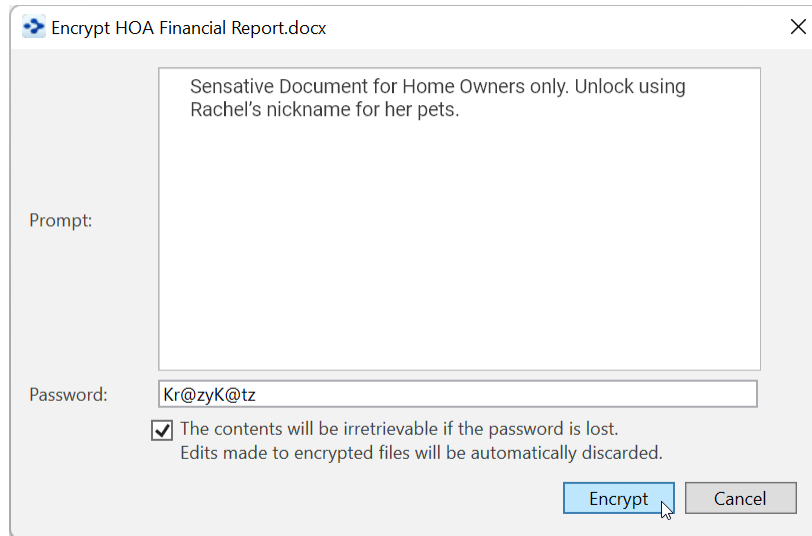 Encrypt HOA Financial Report.docx
Sensative Document for Home Owners only. Unlock using
Rachel’s nickname for her pets.
Prompt:
Password:
Kr@zyK@tz
The contents will be irretrievable if the password is lost.
Edits made to encrypted files will be automatically discarded.
Encrypt
Cancel